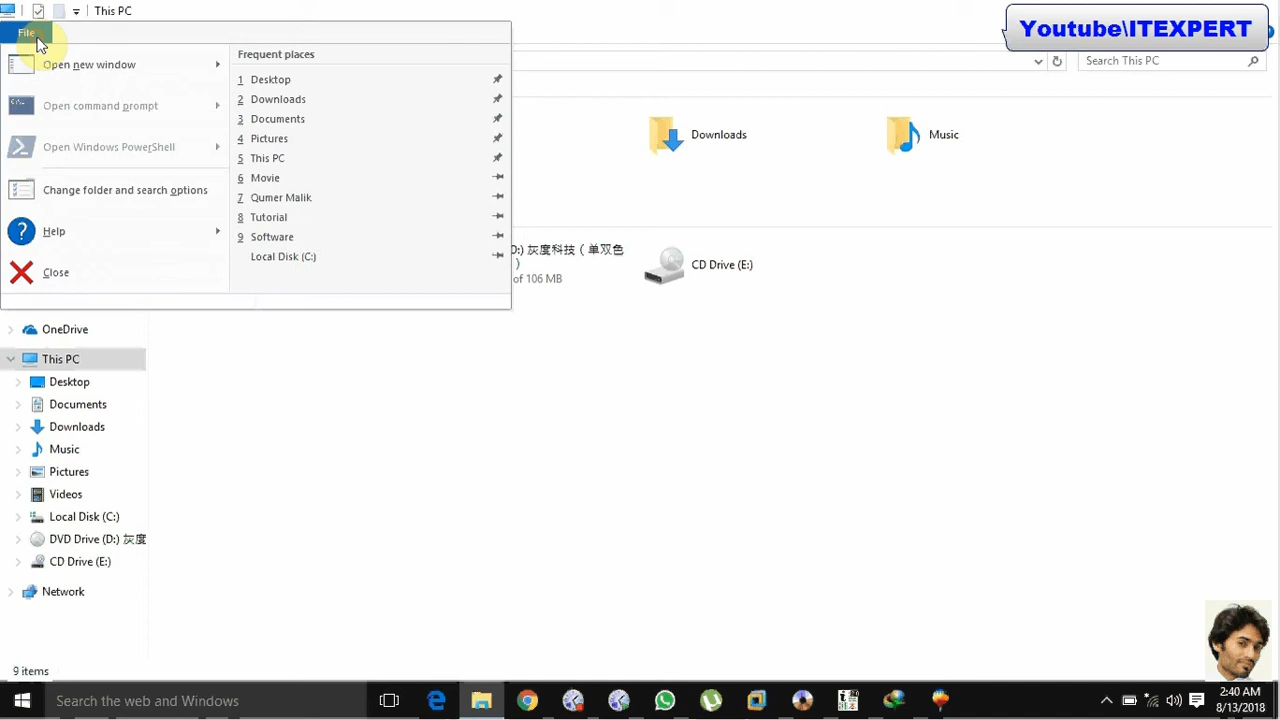 This PC
Youtube\ITEXPERT
File
Open new window
Open command prompt
Open Windows PowerShell
Change folder and search options
Help
Close
Frequent places
1 Desktop
2 Downloads
3 Documents
4 Pictures
5 This PC
6 Movie
7 Qumer Malik
8 Tutorial
9 Software
Local Disk (C:)
Search This PC
Downloads
Music
D:) 灰度科技（单双色
）
of 106 MB
CD Drive (E:)
OneDrive
This PC
Desktop
Documents
Downloads
Music
Pictures
Videos
Local Disk (C:)
DVD Drive (D:) 灰度
CD Drive (E:)
Network
9 items
Search the web and Windows
2:40 AM
8/13/2018